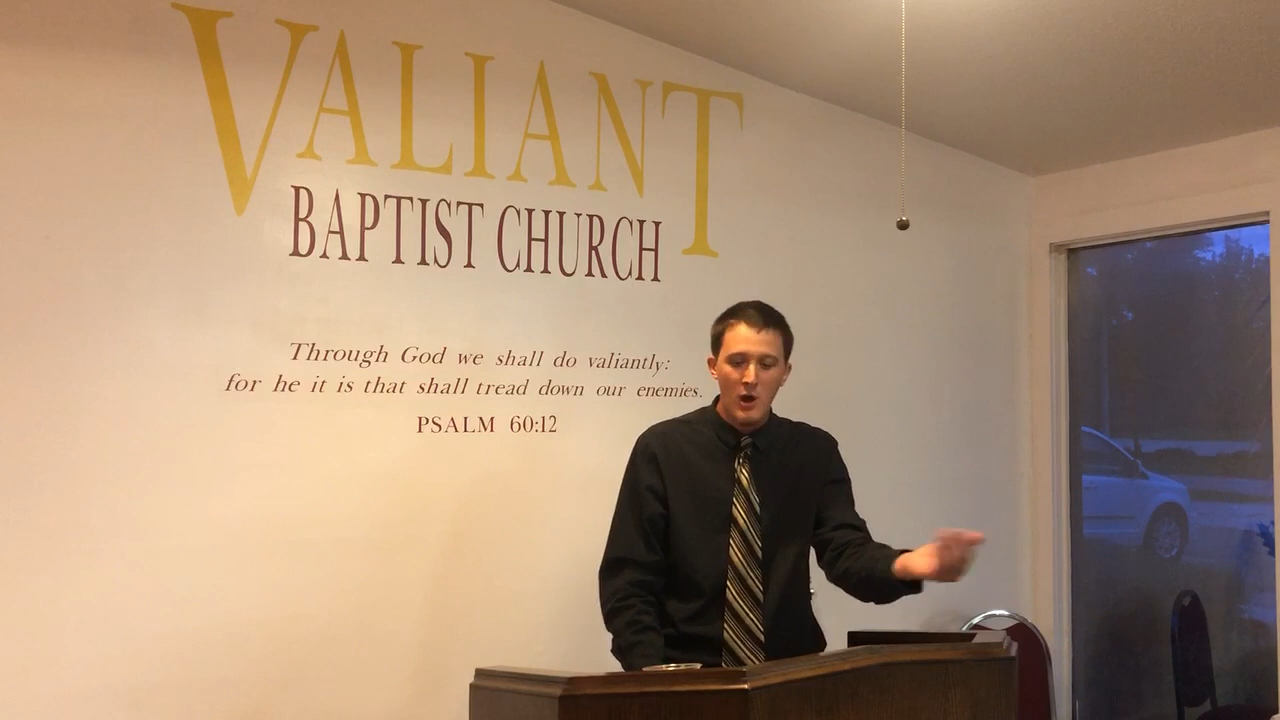 VALIANT
BAPTIST CHURCH
Through God we shall do valiantly:
for he it is that shall tread down our enemies.
PSALM 60:12